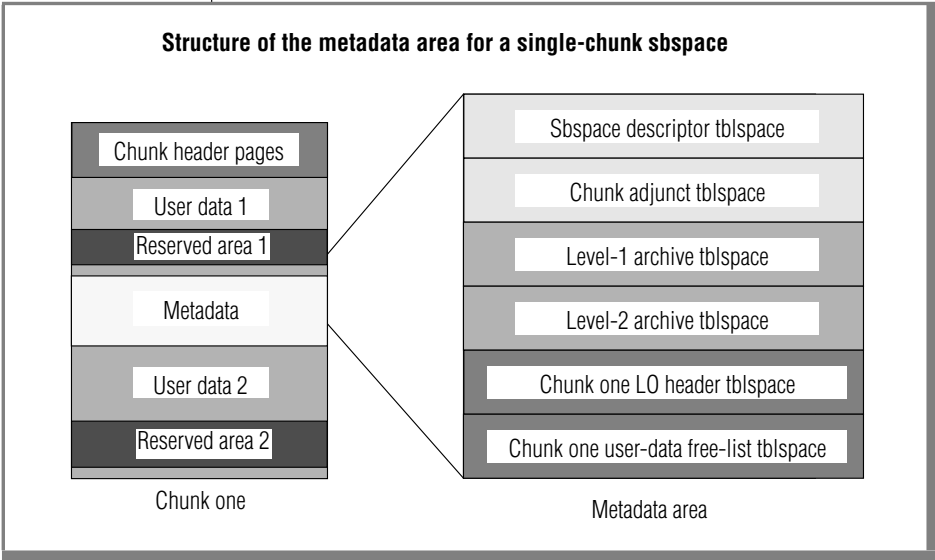 Structure of the metadata area for a single-chunk sbspace
Chunk header pages
User data 1
Reserved area 1
Metadata
User data 2
Reserved area 2
Chunk one
Sbspace descriptor tblspace
Chunk adjunct tblspace
Level-1 archive tblspace
Level-2 archive tblspace
Chunk one LO header tblspace
Chunk one user-data free-list tblspace
Metadata area